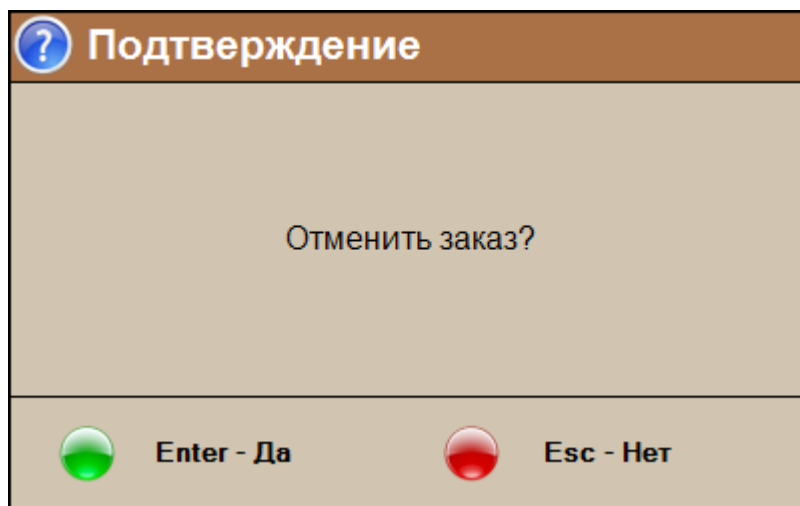 Подтверждение
Отменить заказ?
Enter - Да
Esc - Нет